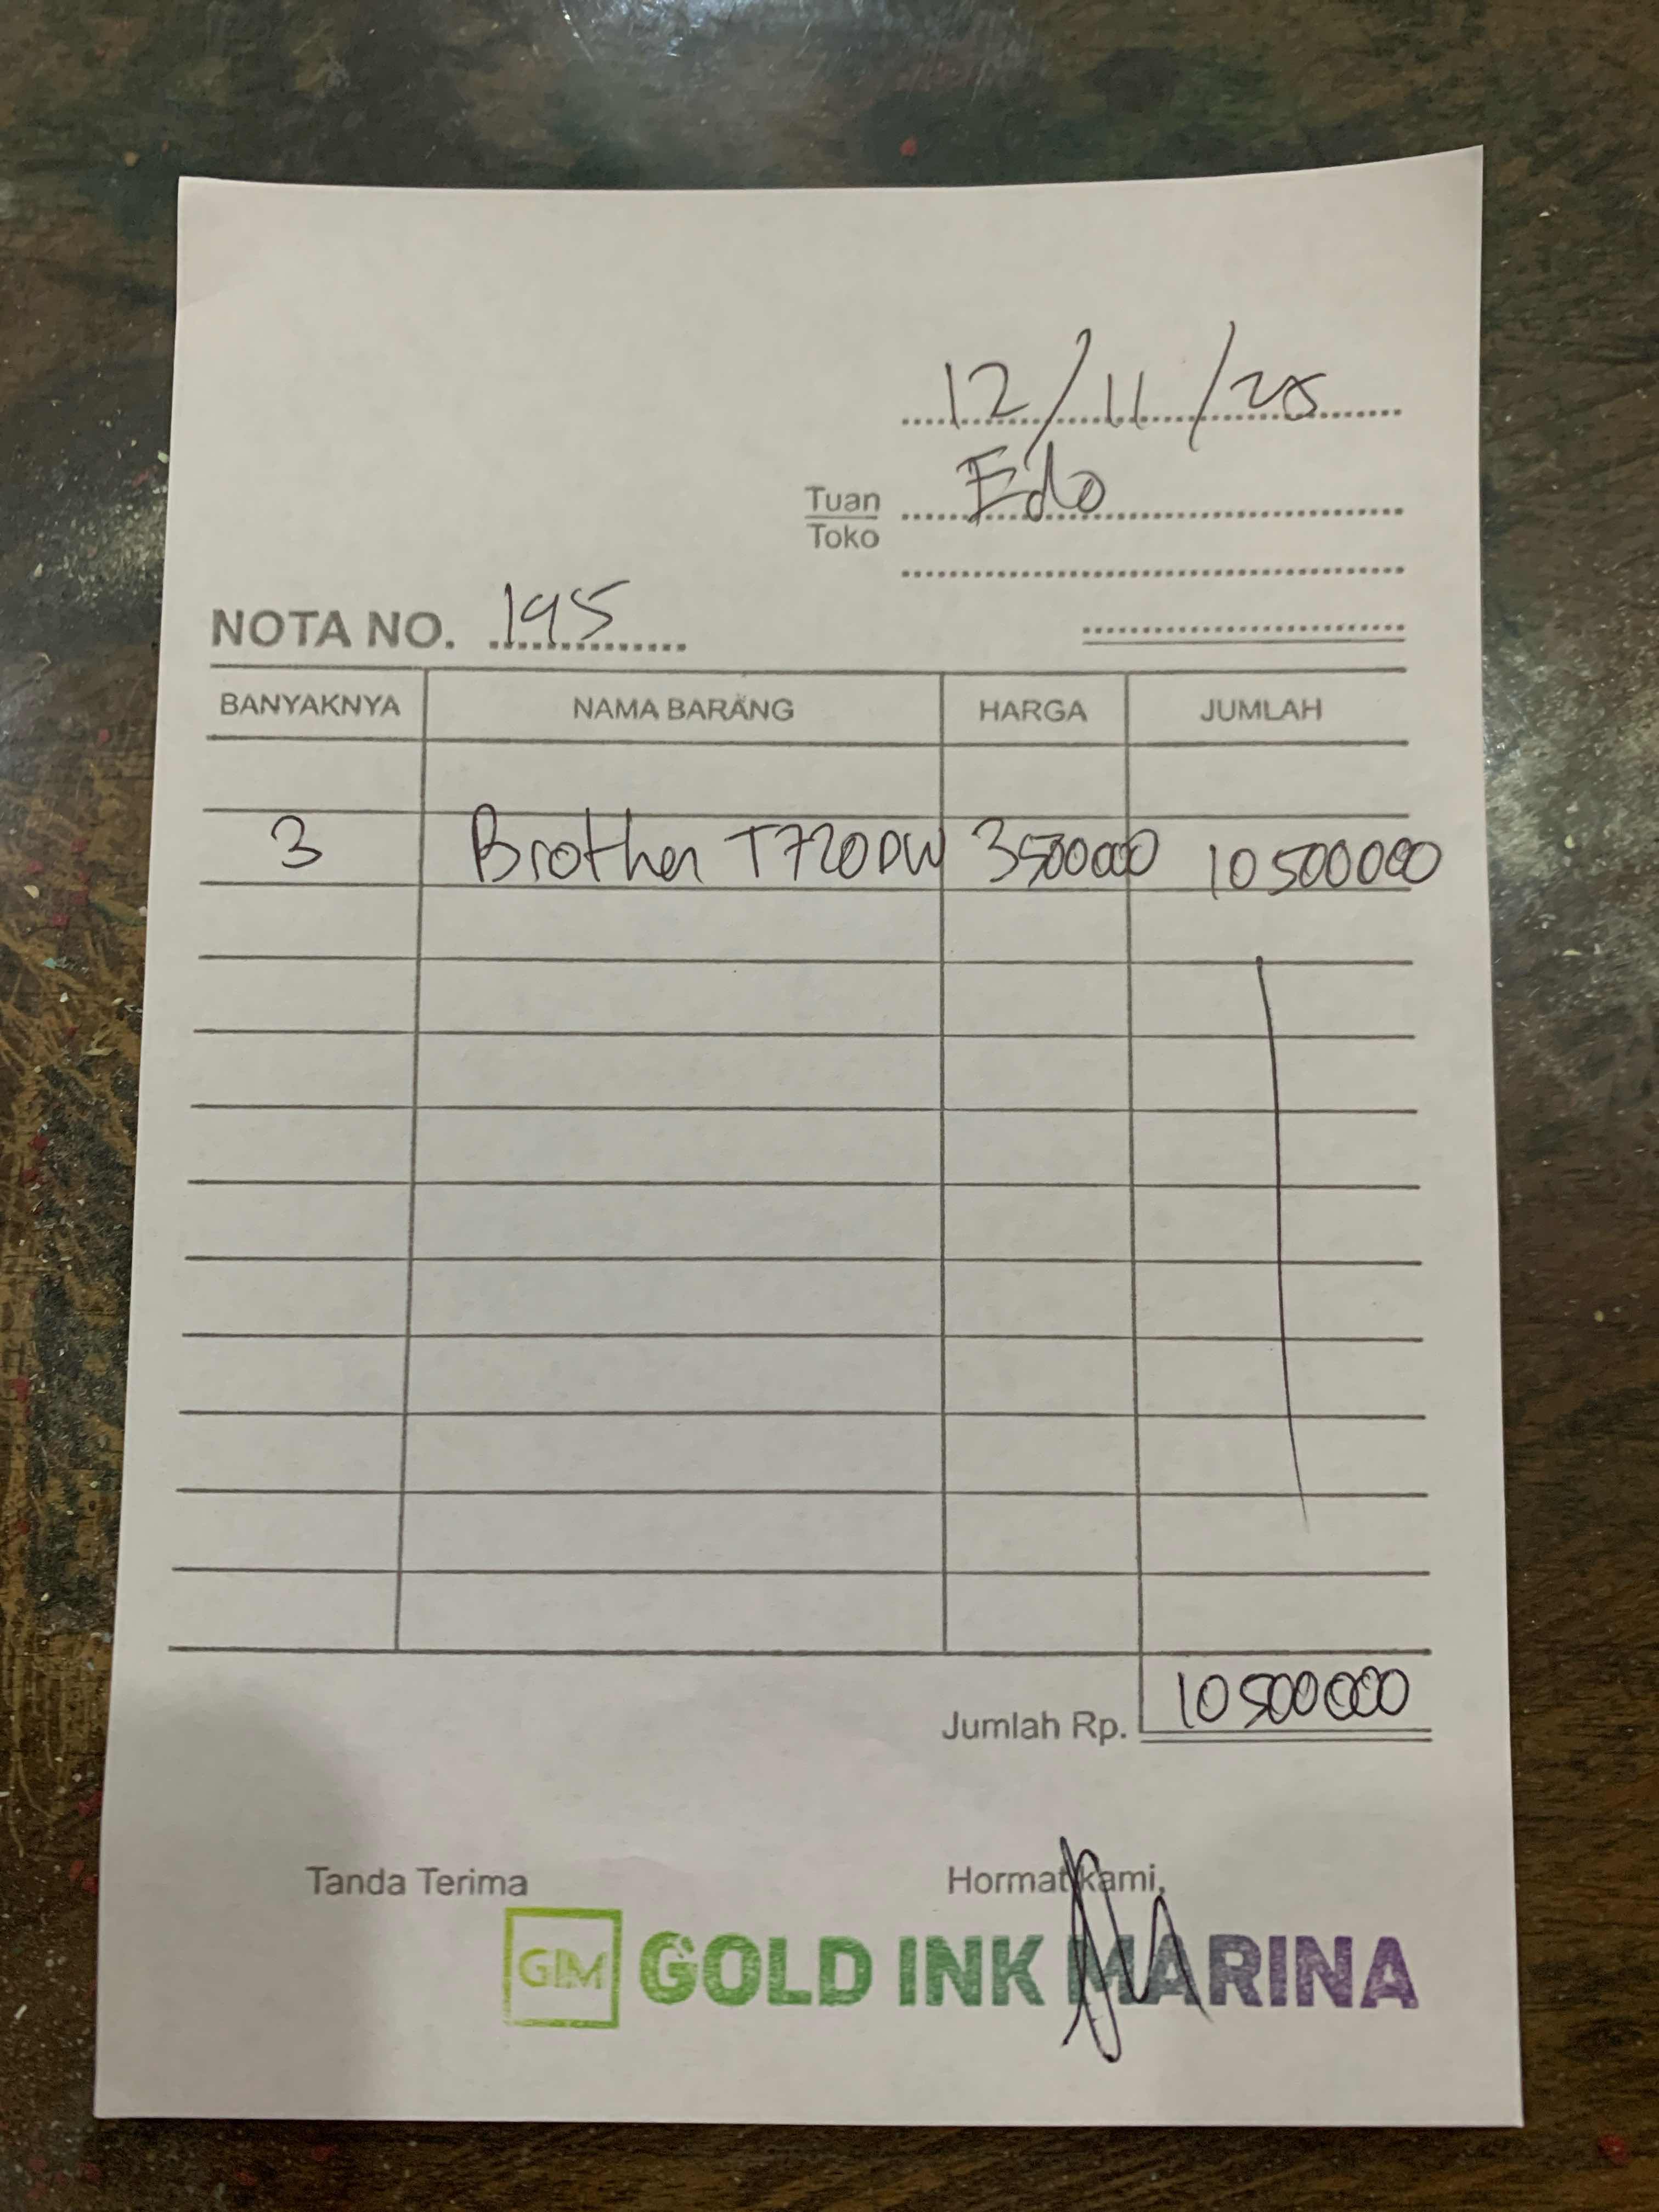 12/11/25
Tuan Edo
Toko
NOTA NO. 195
BANYAKNYA NAMA BARANG HARGA JUMLAH
3 Brother T720DW 3500000 10500000
Jumlah Rp. 10500000
Tanda Terima Hormat kami,
GIM GOLD INK MARINA